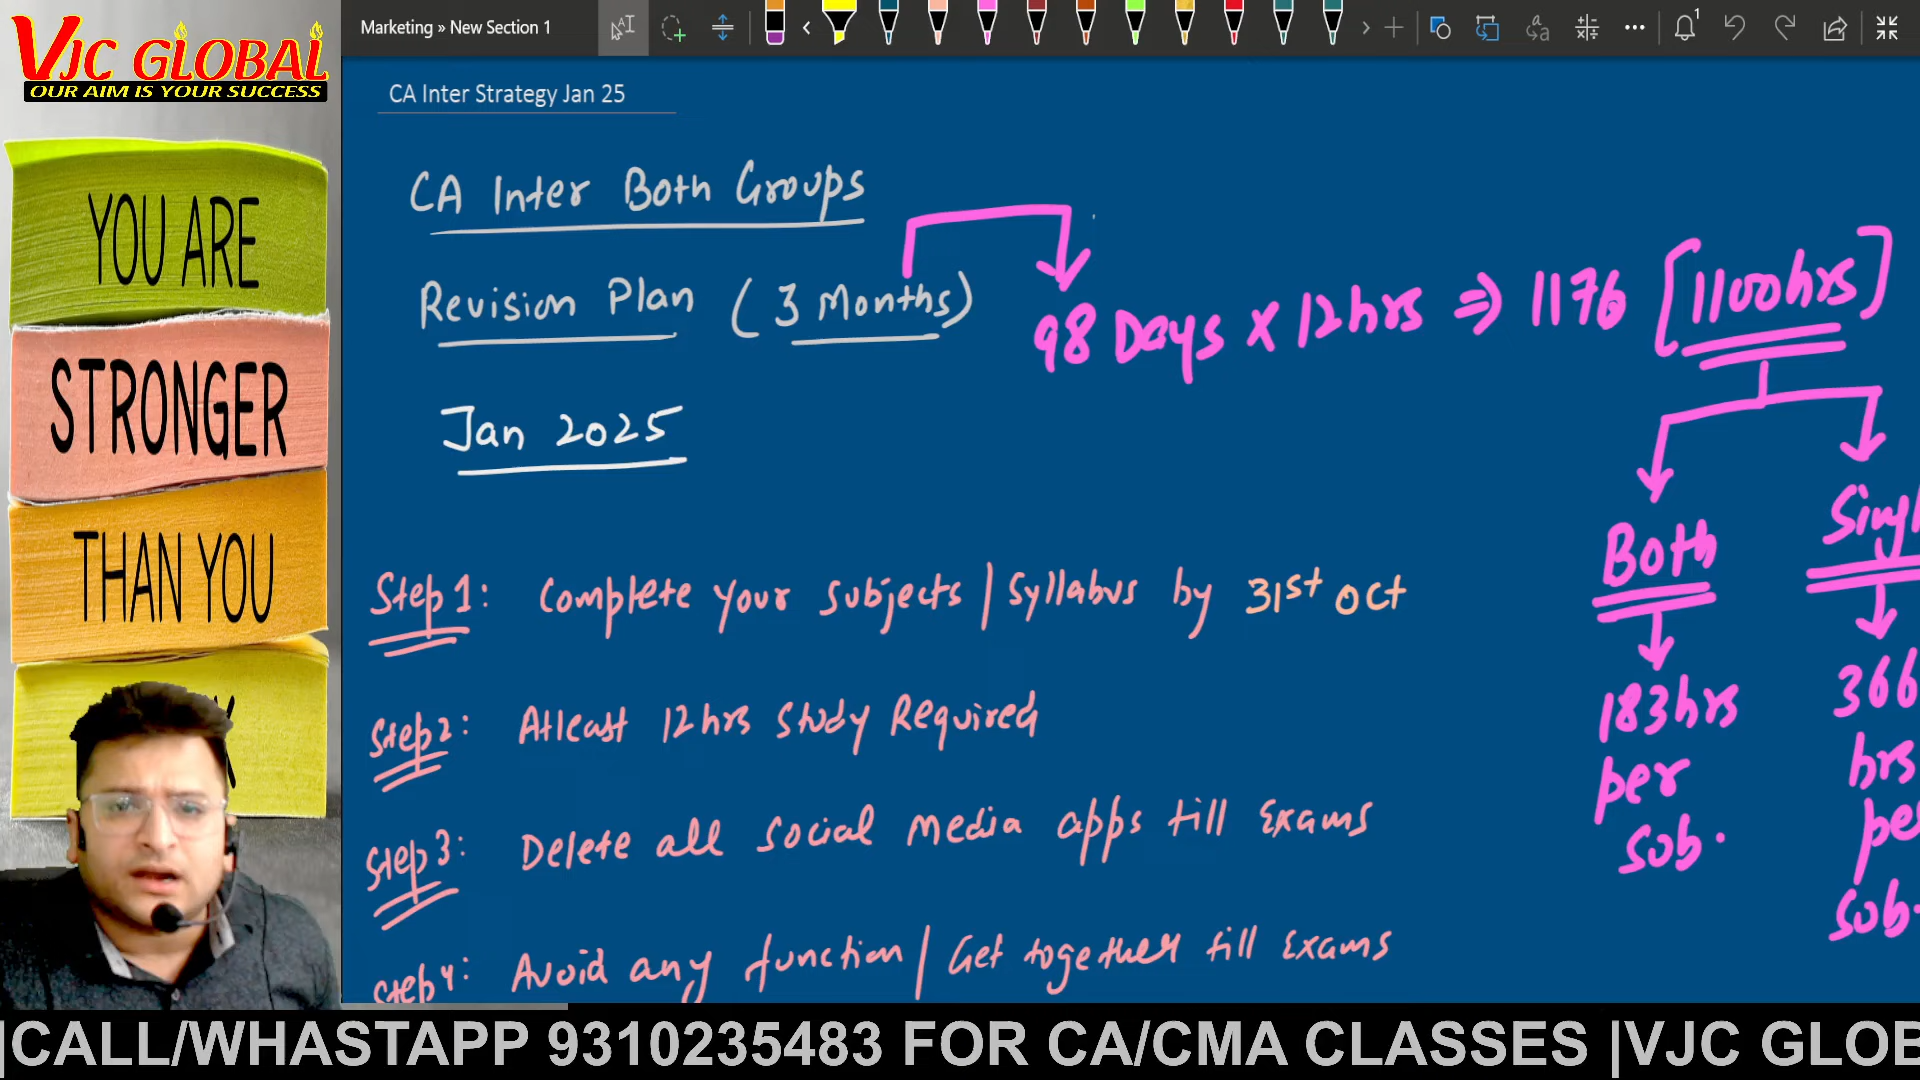 VJC GLOBAL
OUR AIM IS YOUR SUCCESS
Marketing » New Section 1
YOU ARE
STRONGER
THAN YOU
CA Inter Strategy Jan 25
CA Inter Both Groups
Revision Plan (3 Months)
98 Days x 12hrs ⇒ 1176 [1100hrs]
Jan 2025
Both
183hrs
per
sub.
366
hrs
sub.
Step 1: Complete your subjects / syllabus by 31st Oct
Step 2: Atleast 12hrs Study Required
Step 3: Delete all social media apps till Exams
Step 4: Avoid any function / Get together till Exams
|CALL/WHASTAPP 9310235483 FOR CA/CMA CLASSES |VJC GLOB